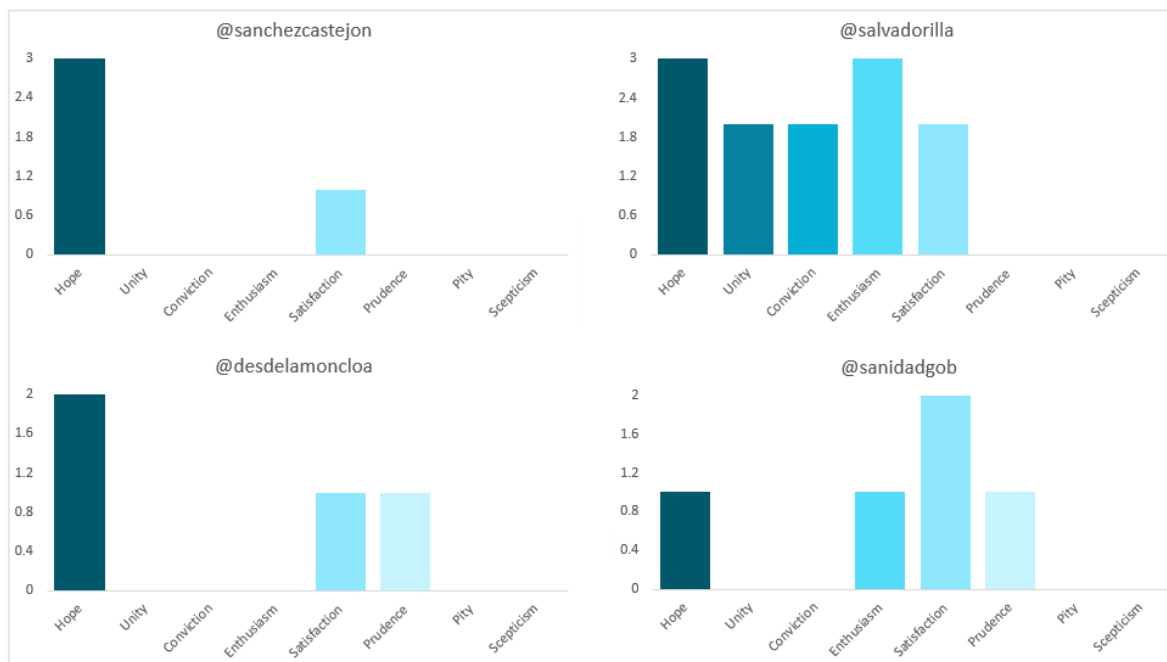 @sanchezcastejon
3
2.4
1.8
1.2
0.6
0
Hope
Unity
Conviction
Enthusiasm
Satisfaction
Prudence
Pity
Scepticism
@salvadorilla
3
2.4
1.8
1.2
0.6
0
Hope
Unity
Conviction
Enthusiasm
Satisfaction
Prudence
Pity
Scepticism
@desdelamoncloa
2
1.6
1.2
0.8
0.4
0
Hope
Unity
Conviction
Enthusiasm
Satisfaction
Prudence
Pity
Scepticism
@sanidadgob
2
1.6
1.2
0.8
0.4
0
Hope
Unity
Conviction
Enthusiasm
Satisfaction
Prudence
Pity
Scepticism